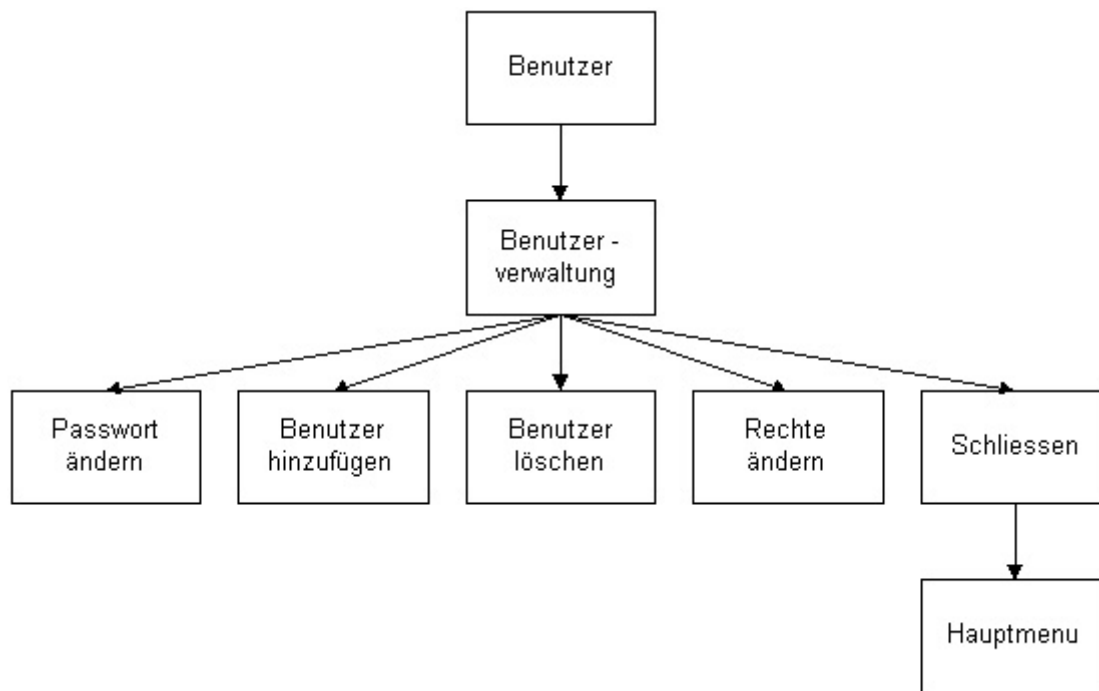 Benutzer
Benutzer -
verwaltung
Passwort
ändern
Benutzer
hinzufügen
Benutzer
löschen
Rechte
ändern
Schliessen
Hauptmenu